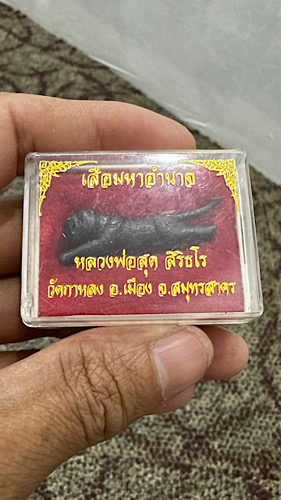 เสือมหาอำนาจ
หลวงพ่อสุด สิริธโร
วัดกาหลง อ.เมือง จ.สมุทรสาคร